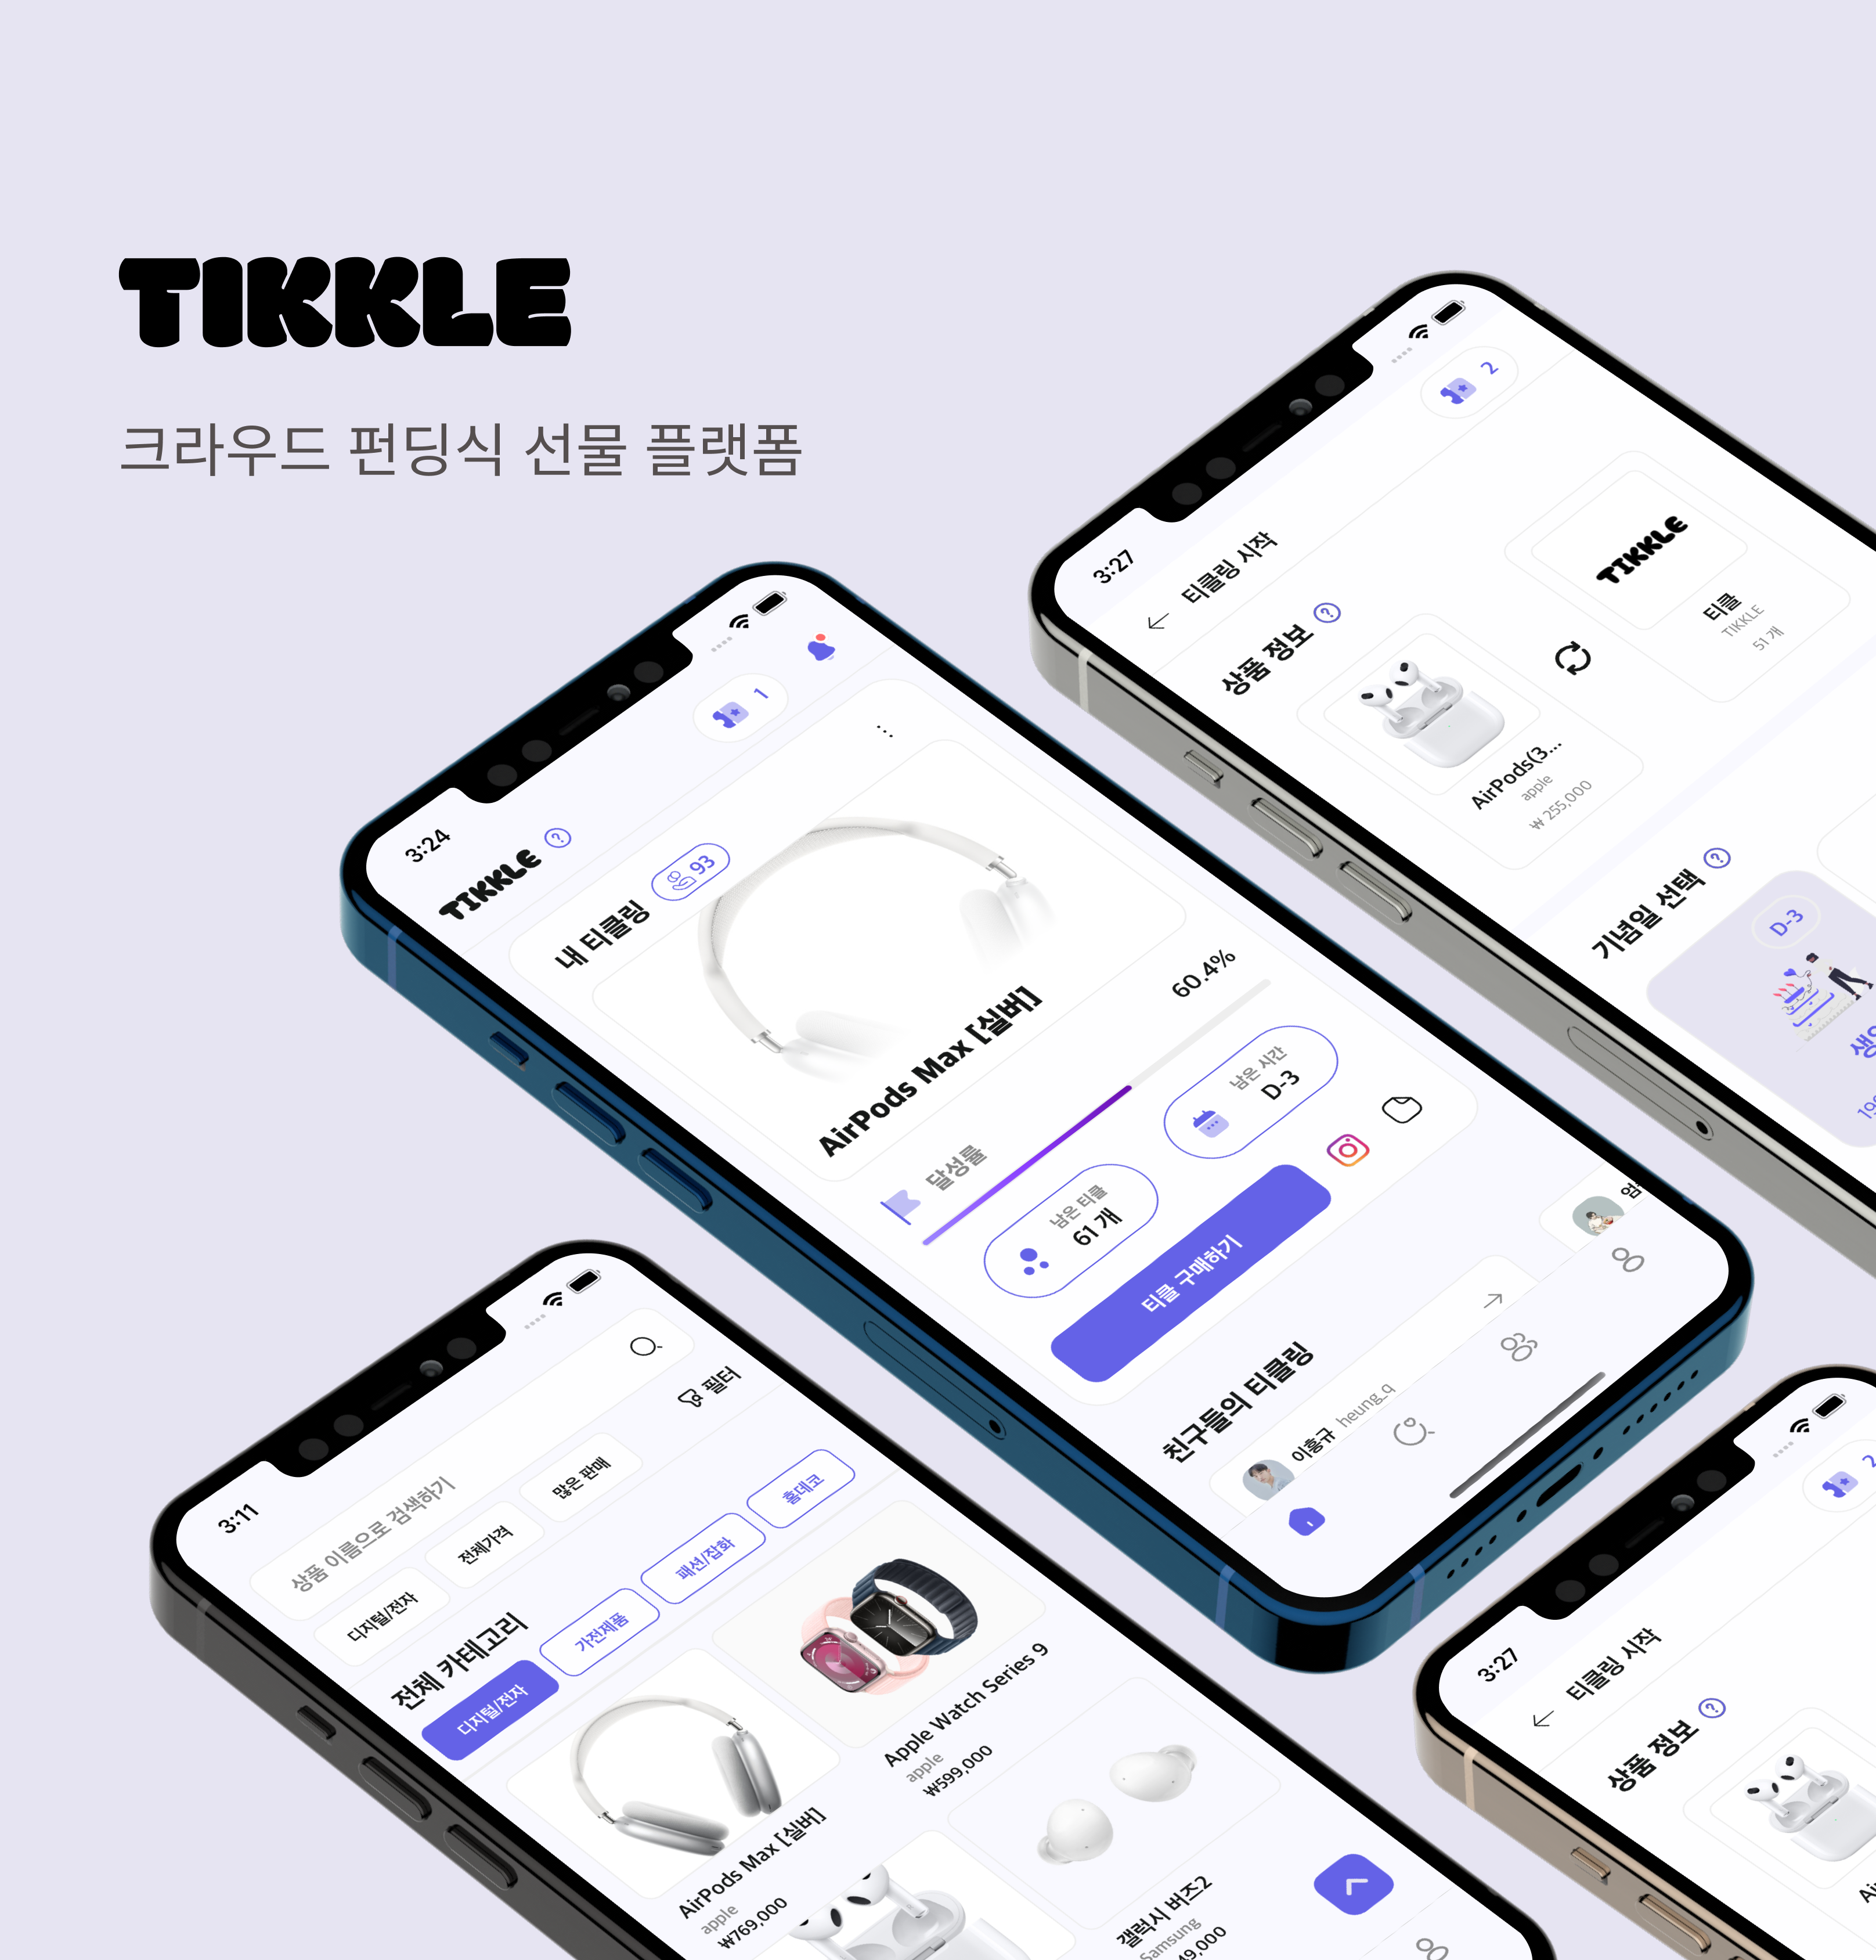 TIKKLE
크라우드 펀딩식 선물 플랫폼
3:27
2
티클링 시작
상품 정보
?
AirPods(3...
apple
₩ 255,000
TIKKLE
티클
TIKKLE
51 개
기념일 선택
?
D-3
3:24
TIKKLE
?
1
내 티클링
93
AirPods Max [실버]
달성률
60.4%
남은 티클
61 개
남은 시간
D-3
티클 구매하기
친구들의 티클링
이홍규 heung_q
3:11
상품 이름으로 검색하기
디지털/전자
전체가격
많은 판매
필터
전체 카테고리
디지털/전자
가전제품
패션/잡화
홈데코
AirPods Max [실버]
apple
₩769,000
Apple Watch Series 9
apple
₩599,000
갤럭시 버즈2
Samsung
3:27
2
티클링 시작
상품 정보
?